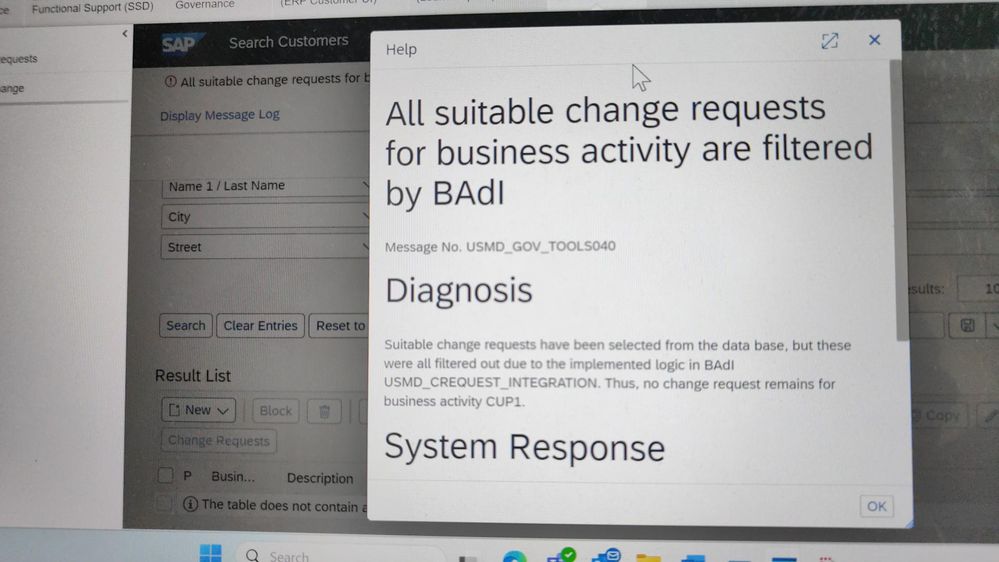 Functional Support (SSD)
Governance
(ERP Customer
equests
ange
SAP
Search Customers
All suitable change requests for b
Display Message Log
Name 1 / Last Name
City
Street
Search
Clear Entries
Reset to
Result List
New
Block
Change Requests
P
Busin...
Description
The table does not contain a
Help
All suitable change requests
for business activity are filtered
by BAdI
Message No. USMD_GOV_TOOLS040
Diagnosis
Suitable change requests have been selected from the data base, but these
were all filtered out due to the implemented logic in BAdI
USMD_CREQUEST_INTEGRATION. Thus, no change request remains for
business activity CUP1.
System Response
OK
sults:
10
Copy
Search